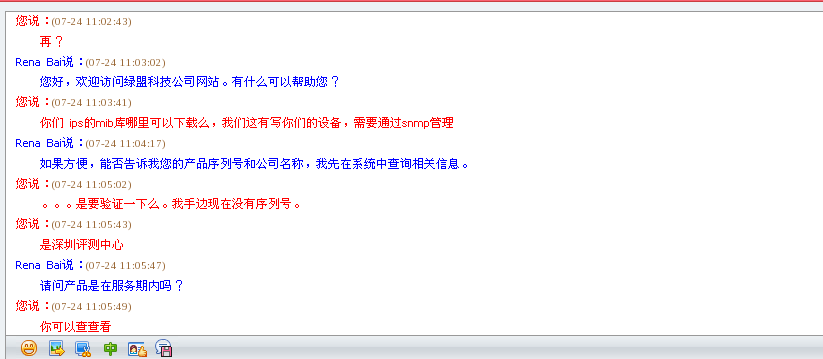 您说：(07-24 11:02:43)
再？
Rena Bai说：(07-24 11:03:02)
您好，欢迎访问绿盟科技公司网站。有什么可以帮助您？
您说：(07-24 11:03:41)
你们 ips的mib库哪里可以下载么，我们这有写你们的设备，需要通过snmp管理
Rena Bai说：(07-24 11:04:17)
如果方便，能否告诉我您的产品序列号和公司名称，我先在系统中查询相关信息。
您说：(07-24 11:05:02)
。。。是要验证一下么。我手边现在没有序列号。
您说：(07-24 11:05:43)
是深圳评测中心
Rena Bai说：(07-24 11:05:47)
请问产品是在服务期内吗？
您说：(07-24 11:05:49)
你可以查查看
中